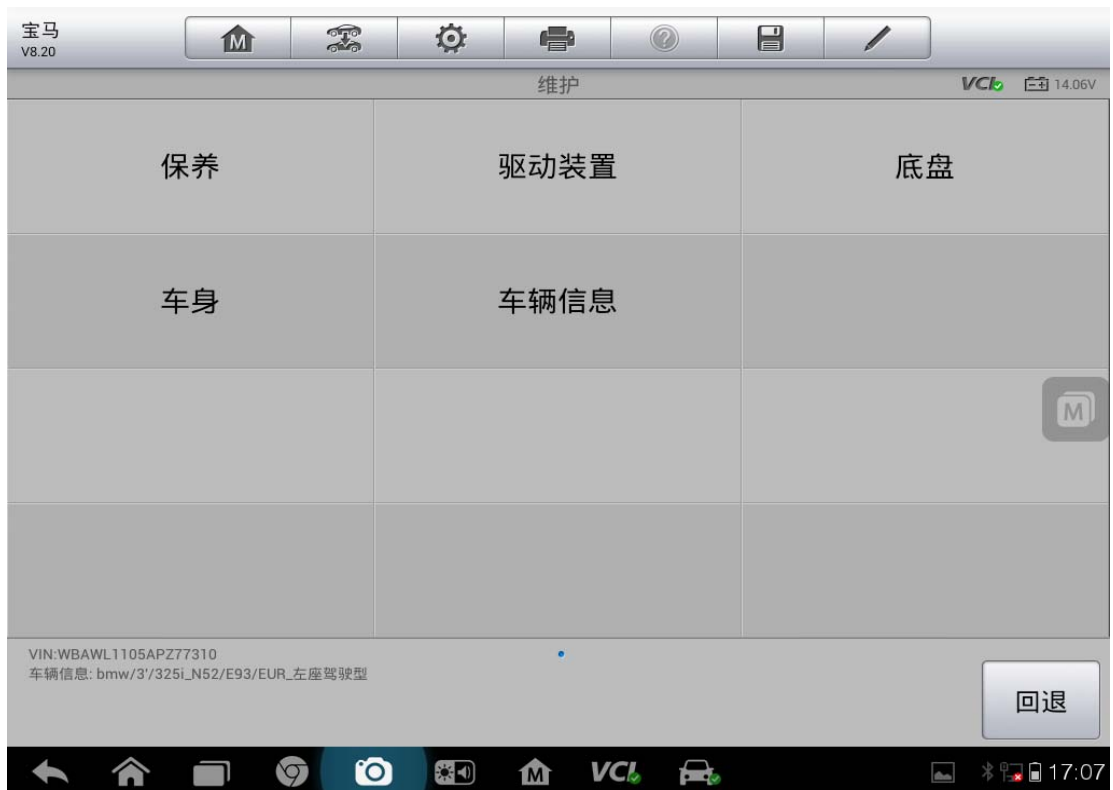 宝马
V8.20
M
维护
VCI
14.06V
保养
驱动装置
底盘
车身
车辆信息
M
VIN:WBAWL1105APZ77310
车辆信息: bmw/3'/325i_N52/E93/EUR_左座驾驶型
回退
M
VCI
17:07